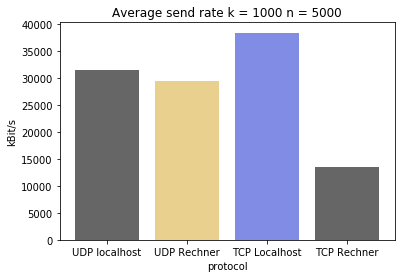 Average send rate k = 1000 n = 5000
kBit/s
40000
35000
30000
25000
20000
15000
10000
5000
0
UDP localhost UDP Rechner TCP Localhost TCP Rechner
protocol